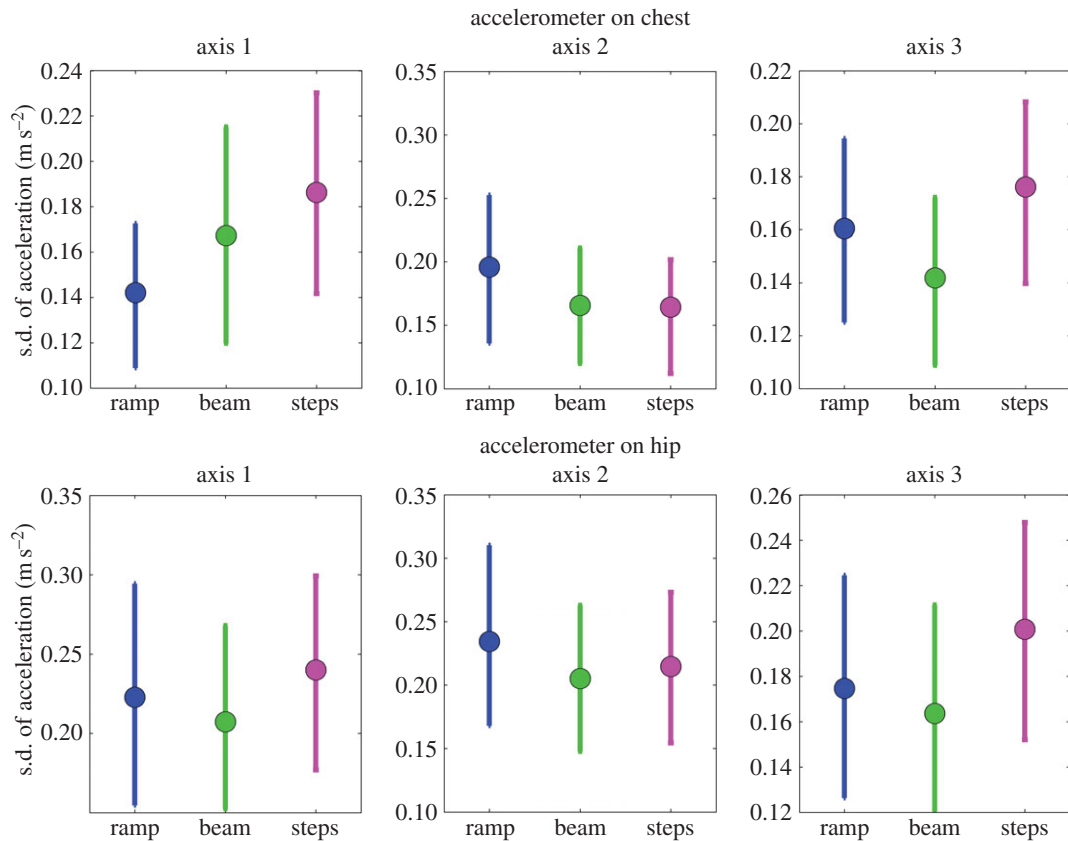 accelerometer on chest
axis 1 axis 2 axis 3
s.d. of acceleration (m s⁻²)
0.24 0.35 0.22
0.22 0.30 0.20
0.20 0.25 0.18
0.18 0.20 0.16
0.16 0.15 0.14
0.14 0.10 0.12
0.12 0.10
0.10
ramp beam steps ramp beam steps ramp beam steps
accelerometer on hip
axis 1 axis 2 axis 3
s.d. of acceleration (m s⁻²)
0.35 0.35 0.26
0.30 0.30 0.24
0.25 0.25 0.22
0.20 0.20 0.20
0.15 0.18
0.10 0.16
0.14
0.12
ramp beam steps ramp beam steps ramp beam steps